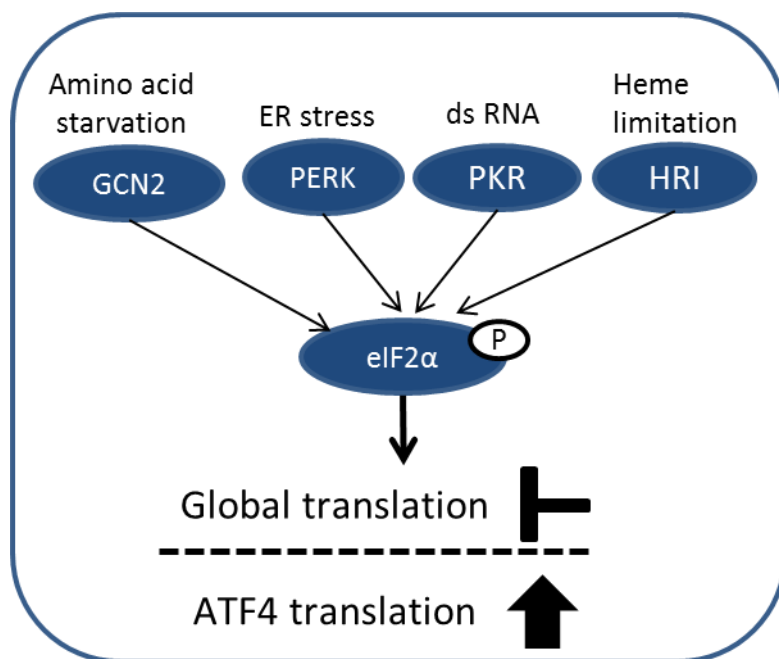 Amino acid
starvation
ER stress
ds RNA
Heme
limitation
GCN2
PERK
PKR
HRI
eIF2α
P
Global translation
ATF4 translation